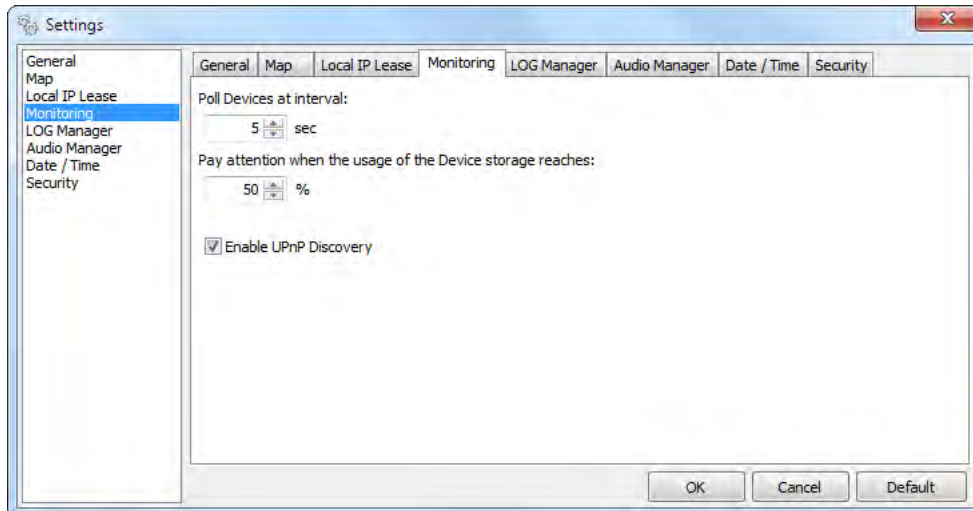 Settings
General
Map
Local IP Lease
Monitoring
LOG Manager
Audio Manager
Date / Time
Security
General Map Local IP Lease Monitoring LOG Manager Audio Manager Date / Time Security
Poll Devices at interval:
5 sec
Pay attention when the usage of the Device storage reaches:
50 %
Enable UPnP Discovery
OK Cancel Default